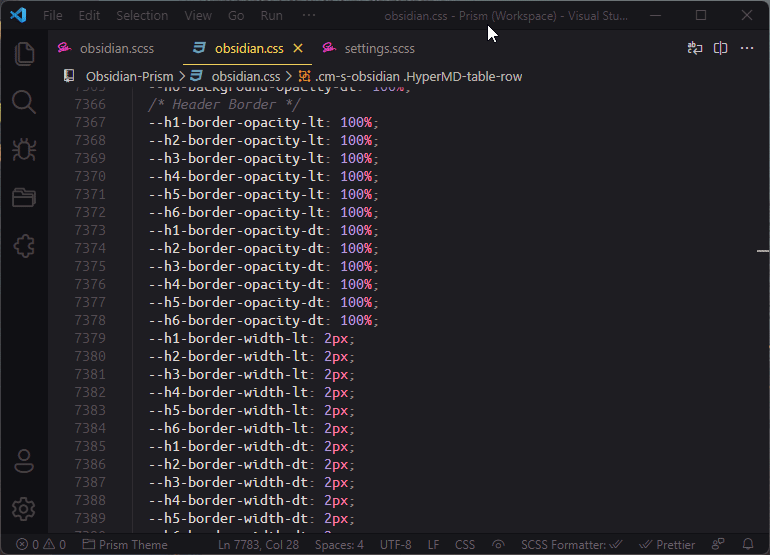 File Edit Selection View Go Run ··· obsidian.css - Prism (Workspace) - Visual Stu...
obsidian.scss obsidian.css settings.scss
Obsidian-Prism > obsidian.css > .cm-s-obsidian .HyperMD-table-row
7365 --h6-background-opacity-dt: 100%;
7366 /* Header Border */
7367 --h1-border-opacity-lt: 100%;
7368 --h2-border-opacity-lt: 100%;
7369 --h3-border-opacity-lt: 100%;
7370 --h4-border-opacity-lt: 100%;
7371 --h5-border-opacity-lt: 100%;
7372 --h6-border-opacity-lt: 100%;
7373 --h1-border-opacity-dt: 100%;
7374 --h2-border-opacity-dt: 100%;
7375 --h3-border-opacity-dt: 100%;
7376 --h4-border-opacity-dt: 100%;
7377 --h5-border-opacity-dt: 100%;
7378 --h6-border-opacity-dt: 100%;
7379 --h1-border-width-lt: 2px;
7380 --h2-border-width-lt: 2px;
7381 --h3-border-width-lt: 2px;
7382 --h4-border-width-lt: 2px;
7383 --h5-border-width-lt: 2px;
7384 --h6-border-width-lt: 2px;
7385 --h1-border-width-dt: 2px;
7386 --h2-border-width-dt: 2px;
7387 --h3-border-width-dt: 2px;
7388 --h4-border-width-dt: 2px;
7389 --h5-border-width-dt: 2px;
0 0 Prism Theme Ln 7783, Col 28 Spaces: 4 UTF-8 LF CSS SCSS Formatter: Prettier